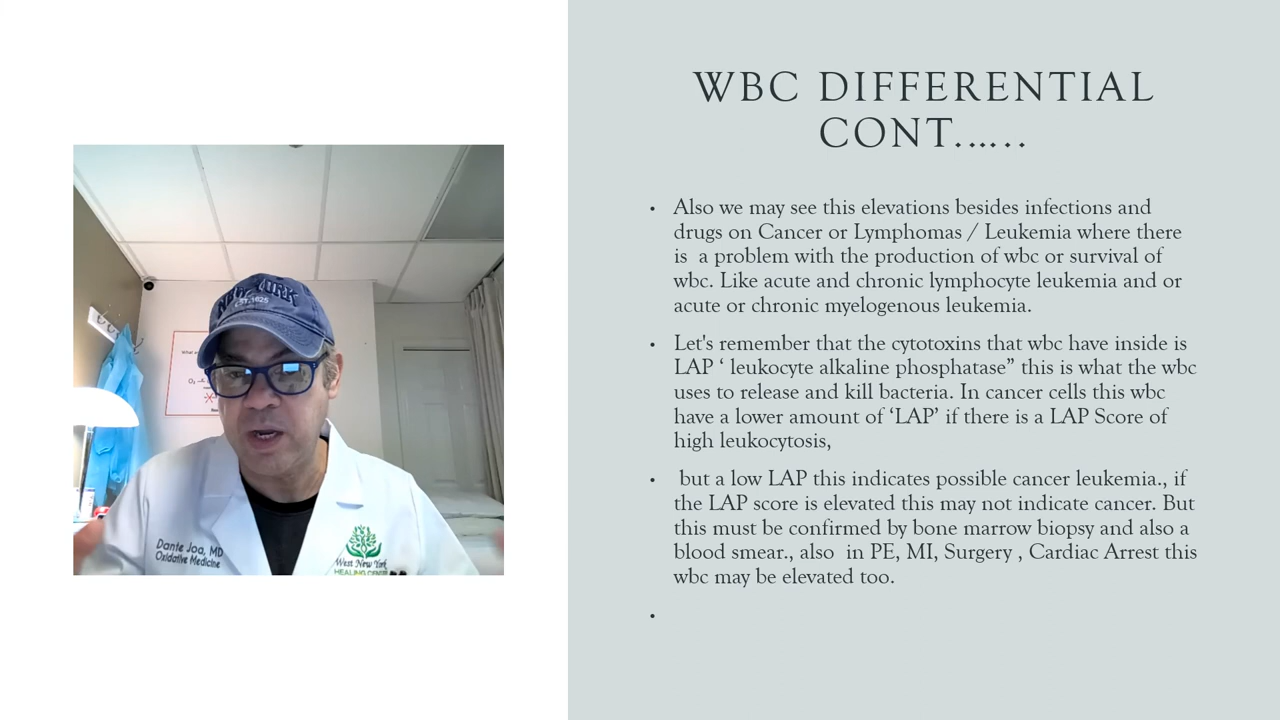 WBC DIFFERENTIAL
CONT......
• Also we may see this elevations besides infections and
drugs on Cancer or Lymphomas / Leukemia where there
is a problem with the production of wbc or survival of
wbc. Like acute and chronic lymphocyte leukemia and or
acute or chronic myelogenous leukemia.
• Let's remember that the cytotoxins that wbc have inside is
LAP ‘ leukocyte alkaline phosphatase” this is what the wbc
uses to release and kill bacteria. In cancer cells this wbc
have a lower amount of ‘LAP’ if there is a LAP Score of
high leukocytosis,
• but a low LAP this indicates possible cancer leukemia., if
the LAP score is elevated this may not indicate cancer. But
this must be confirmed by bone marrow biopsy and also a
blood smear., also in PE, MI, Surgery , Cardiac Arrest this
wbc may be elevated too.
•
NEW YORK
EST. 1625
Dante Joa, MD
Oxidative Medicine
West New York
HEALING CENTER